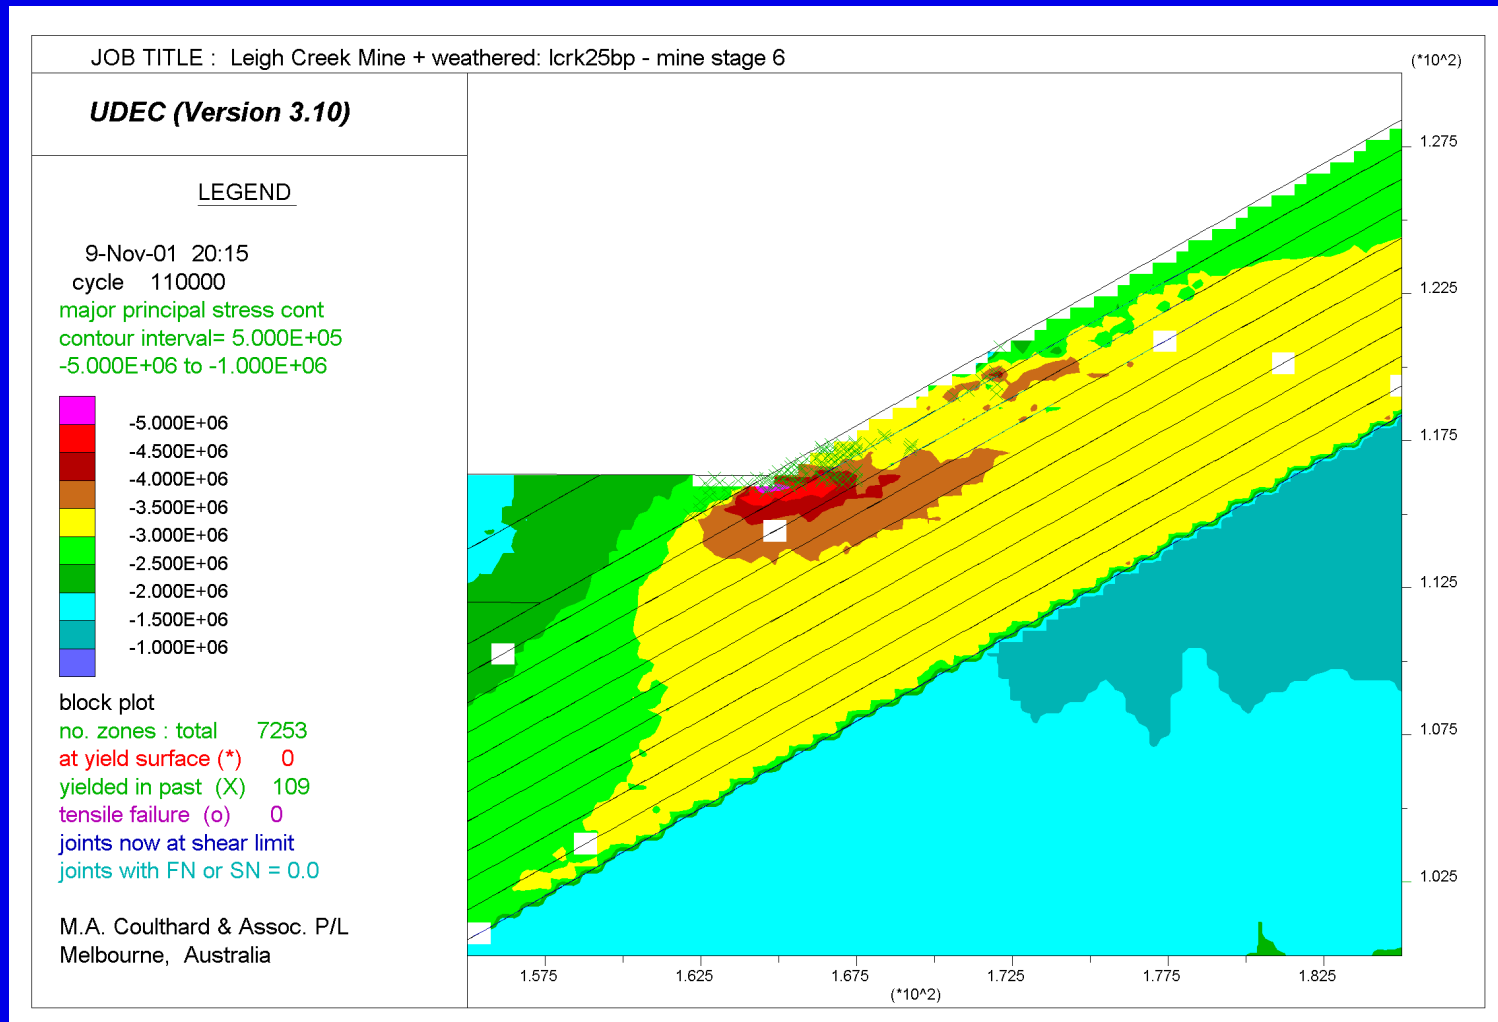 JOB TITLE : Leigh Creek Mine + weathered: lcrk25bp - mine stage 6
(*10^2)
UDEC (Version 3.10)
LEGEND
9-Nov-01 20:15
cycle 110000
major principal stress cont
contour interval= 5.000E+05
-5.000E+06 to -1.000E+06
-5.000E+06
-4.500E+06
-4.000E+06
-3.500E+06
-3.000E+06
-2.500E+06
-2.000E+06
-1.500E+06
-1.000E+06
block plot
no. zones : total 7253
at yield surface (*) 0
yielded in past (X) 109
tensile failure (o) 0
joints now at shear limit
joints with FN or SN = 0.0
M.A. Coulthard & Assoc. P/L
Melbourne, Australia
1.275
1.225
1.175
1.125
1.075
1.025
1.575 1.625 1.675 1.725 1.775 1.825
(*10^2)